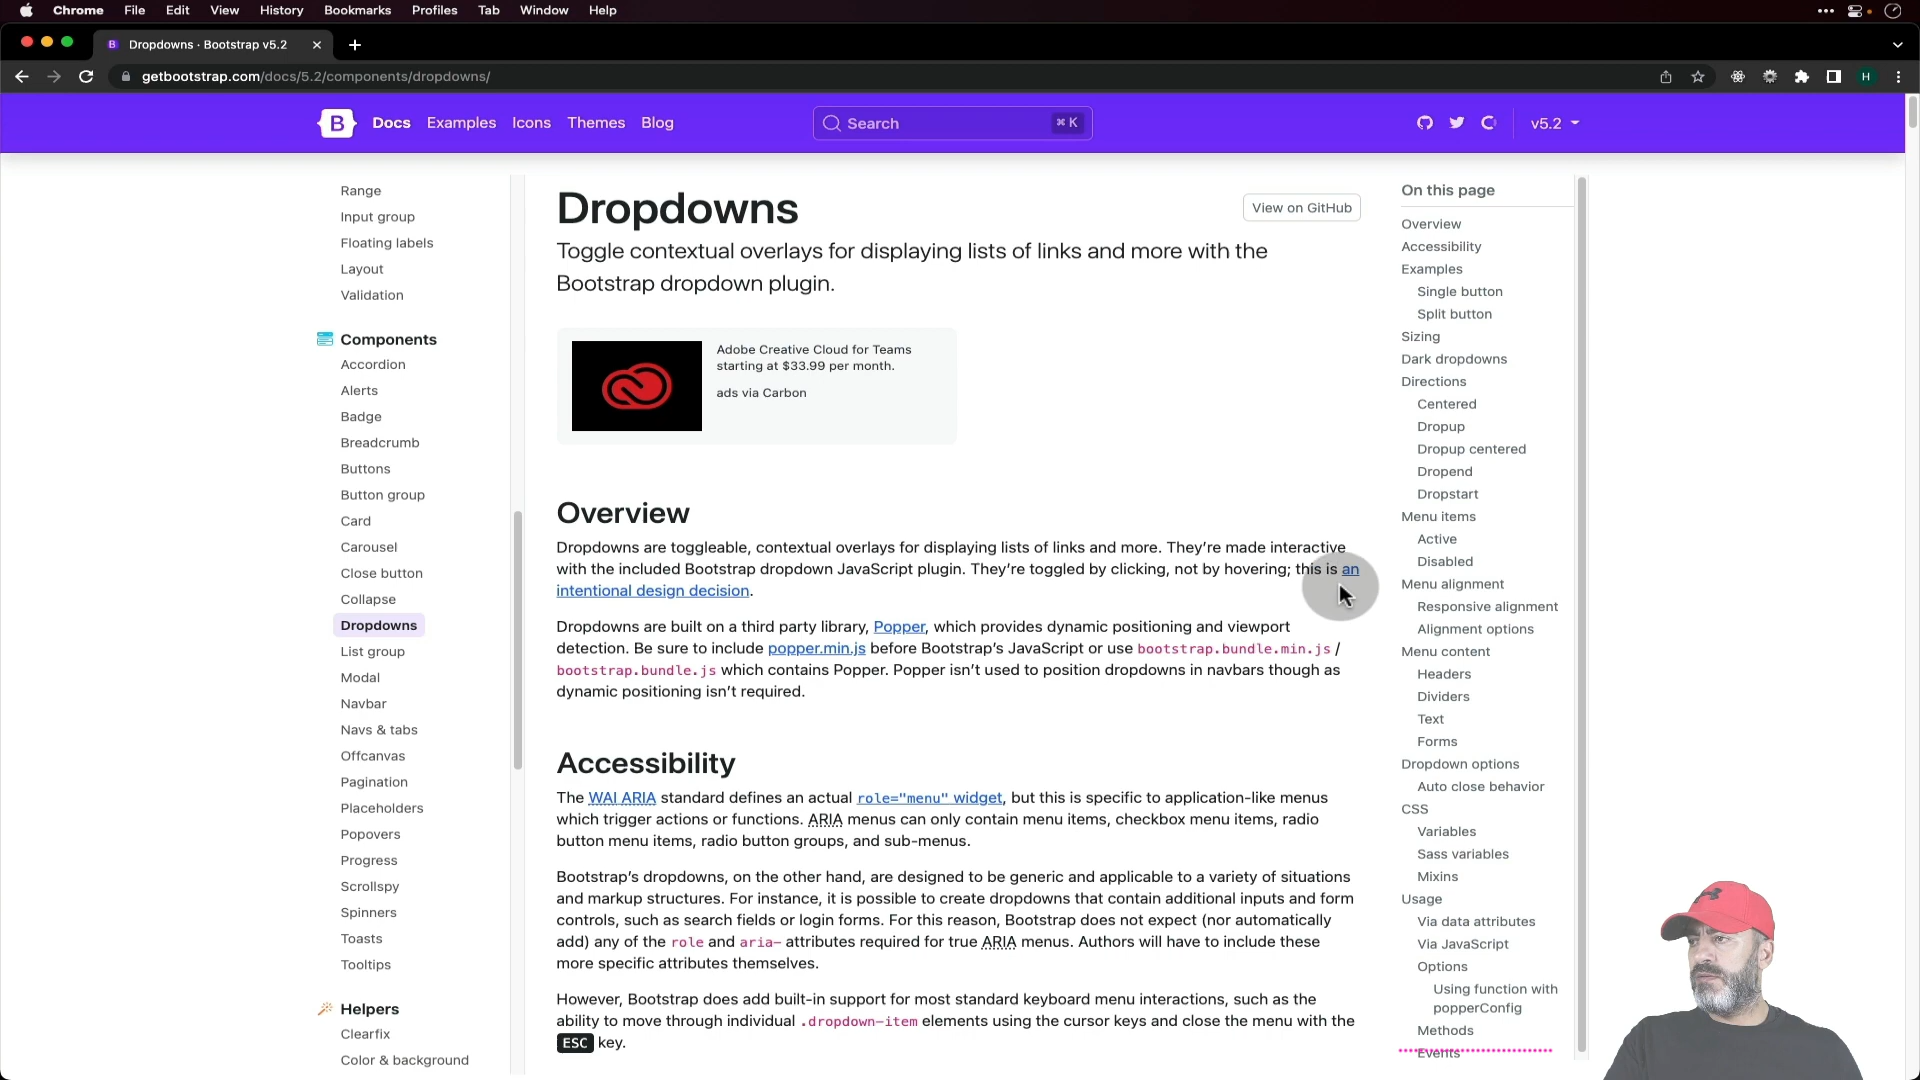 Chrome File Edit View History Bookmarks Profiles Tab Window Help
Dropdowns · Bootstrap v5.2
getbootstrap.com/docs/5.2/components/dropdowns/
H
B Docs Examples Icons Themes Blog
Search ⌘ K
v5.2
Range
Input group
Floating labels
Layout
Validation
Components
Accordion
Alerts
Badge
Breadcrumb
Buttons
Button group
Card
Carousel
Close button
Collapse
Dropdowns
List group
Modal
Navbar
Navs & tabs
Offcanvas
Pagination
Placeholders
Popovers
Progress
Scrollspy
Spinners
Toasts
Tooltips
Helpers
Clearfix
Color & background
Dropdowns
View on GitHub
Toggle contextual overlays for displaying lists of links and more with the
Bootstrap dropdown plugin.
Adobe Creative Cloud for Teams
starting at $33.99 per month.
ads via Carbon
Overview
Dropdowns are toggleable, contextual overlays for displaying lists of links and more. They're made interactive
with the included Bootstrap dropdown JavaScript plugin. They're toggled by clicking, not by hovering; this is an
intentional design decision.
Dropdowns are built on a third party library, Popper, which provides dynamic positioning and viewport
detection. Be sure to include popper.min.js before Bootstrap's JavaScript or use bootstrap.bundle.min.js /
bootstrap.bundle.js which contains Popper. Popper isn't used to position dropdowns in navbars though as
dynamic positioning isn't required.
Accessibility
The WAI ARIA standard defines an actual role="menu" widget, but this is specific to application-like menus
which trigger actions or functions. ARIA menus can only contain menu items, checkbox menu items, radio
button menu items, radio button groups, and sub-menus.
Bootstrap's dropdowns, on the other hand, are designed to be generic and applicable to a variety of situations
and markup structures. For instance, it is possible to create dropdowns that contain additional inputs and form
controls, such as search fields or login forms. For this reason, Bootstrap does not expect (nor automatically
add) any of the role and aria- attributes required for true ARIA menus. Authors will have to include these
more specific attributes themselves.
However, Bootstrap does add built-in support for most standard keyboard menu interactions, such as the
ability to move through individual .dropdown-item elements using the cursor keys and close the menu with the
ESC key.
On this page
Overview
Accessibility
Examples
Single button
Split button
Sizing
Dark dropdowns
Directions
Centered
Dropup
Dropup centered
Dropend
Dropstart
Menu items
Active
Disabled
Menu alignment
Responsive alignment
Alignment options
Menu content
Headers
Dividers
Text
Forms
Dropdown options
Auto close behavior
CSS
Variables
Sass variables
Mixins
Usage
Via data attributes
Via JavaScript
Options
Using function with
popperConfig
Methods
Events